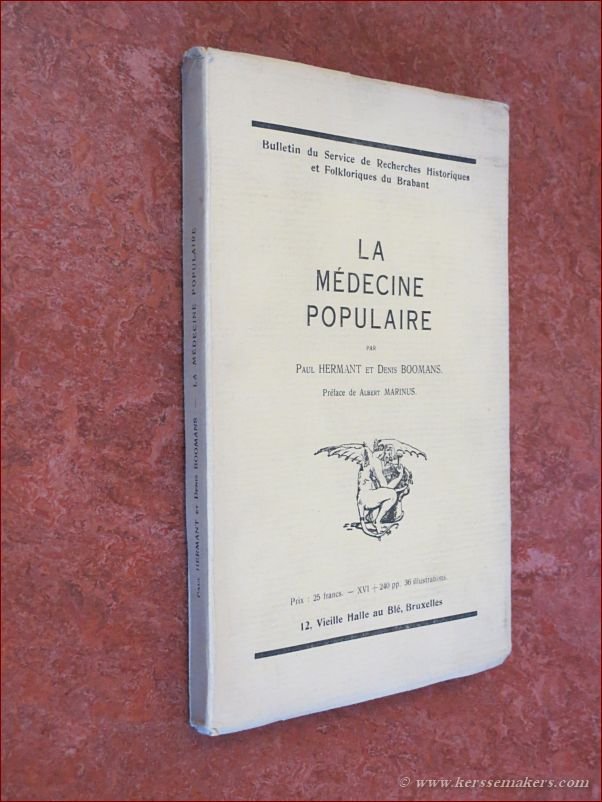 Bulletin du Service de Recherches Historiques
et Folkloriques du Brabant
LA
MÉDECINE
POPULAIRE
PAR
PAUL HERMANT ET DENIS BOOMANS.
Préface de ALBERT MARINUS.
Prix : 25 francs. — XVI + 240 pp. 36 illustrations.
12, Vieille Halle au Blé, Bruxelles
PAUL HERMANT ET DENIS BOOMANS — LA MÉDECINE POPULAIRE
© www.kerssemakers.com